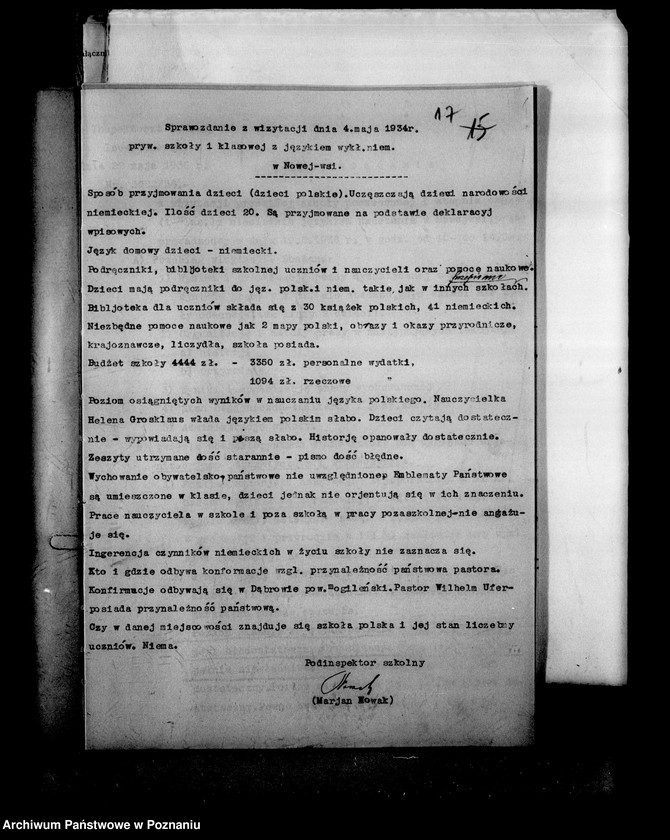 17 15
Sprawozdanie z wizytacji dnia 4.maja 1934r.
pryw. szkoły 1 klasowej z językiem wykł.niem.
w Nowej-wsi.
Sposób przyjmowania dzieci (dzieci polskie).Uczęszczają dzieci narodowości
niemieckiej. Ilość dzieci 20. Są przyjmowane na podstawie deklaracyj
wpisowych.
Język domowy dzieci - niemiecki.
Podręczniki, bibljoteki szkolnej uczniów i nauczycieli oraz pomoce naukowe.
Dzieci mają podręczniki do jęz. polsk.i niem. takie jak w innych szkołach.
Bibljoteka dla uczniów składa się z 30 książek polskich, 41 niemieckich.
Niezbędne pomoce naukowe jak 2 mapy polski, obrazy i okazy przyrodnicze,
krajoznawcze, liczydła, szkoła posiada.
Budżet szkoły 4444 zł. - 3350 zł. personalne wydatki,
1094 zł. rzeczowe "
Poziom osiągniętych wyników w nauczaniu języka polskiego. Nauczycielka
Helena Grosklaus włada językiem polskim słabo. Dzieci czytają dostatecz-
nie - wypowiadają się i piszą słabo. Historję opanowały dostatecznie.
Zeszyty utrzymane dość starannie - pismo dość błędne.
Wychowanie obywatelsko-państwowe nie uwzględnione. Emblematy Państwowe
są umieszczone w klasie, dzieci jednak nie orjentują się w ich znaczeniu.
Prace nauczyciela w szkole i poza szkołą w pracy pozaszkolnej-nie angażu-
je się.
Ingerencja czynników niemieckich w życiu szkoły nie zaznacza się.
Kto i gdzie odbywa konformacje wzgl. przynależność państwowa pastora.
Konfirmacje odbywają się w Dąbrowie pow.Mogileński. Pastor Wilhelm Ufer-
posiada przynależność państwową.
Czy w danej miejscowości znajduje się szkoła polska i jej stan liczebny
uczniów. Niema.
Podinspektor szkolny
Nowak
(Marjan Nowak)
Archiwum Państwowe w Poznaniu